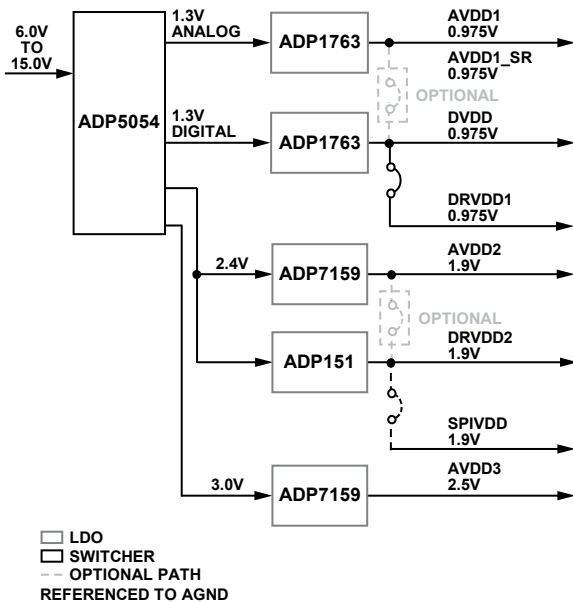 6.0V
TO
15.0V
ADP5054
1.3V
ANALOG
ADP1763
AVDD1
0.975V
AVDD1_SR
0.975V
OPTIONAL
1.3V
DIGITAL
ADP1763
DVDD
0.975V
DRVDD1
0.975V
2.4V
ADP7159
AVDD2
1.9V
OPTIONAL
ADP151
DRVDD2
1.9V
SPIVDD
1.9V
3.0V
ADP7159
AVDD3
2.5V
LDO
SWITCHER
OPTIONAL PATH
REFERENCED TO AGND